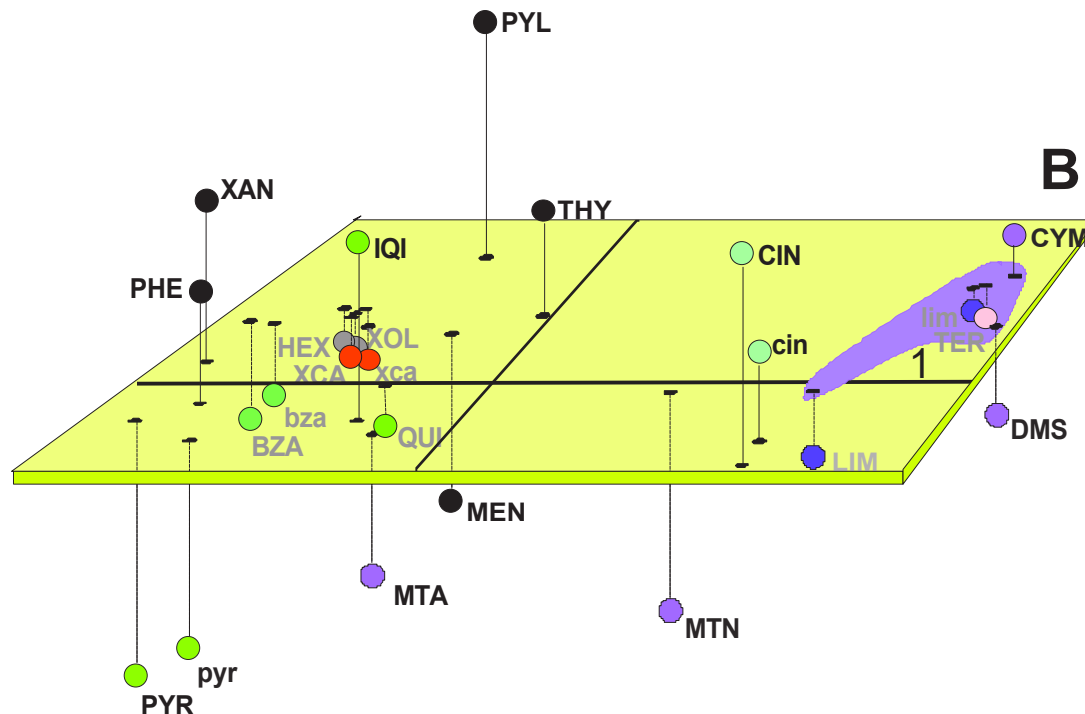 PYL
B
XAN
THY
CYM
IQI
CIN
PHE
lim
HEX
XOL
TER
cin
XCA
xca
1
bza
DMS
BZA
QUI
LIM
MEN
MTA
MTN
pyr
PYR